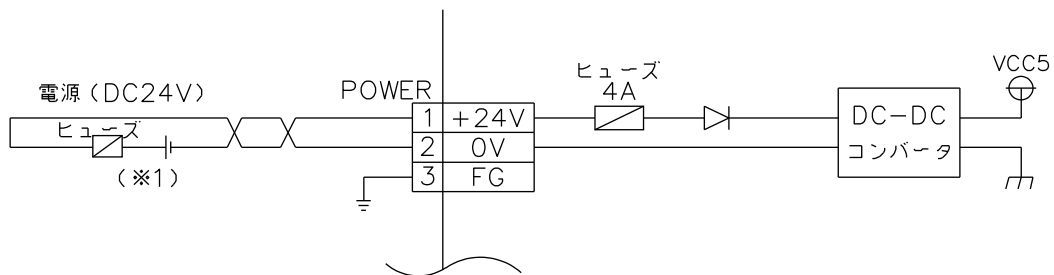 電源(DC24V)
ヒューズ
(※1)
POWER
1 +24V
2 0V
3 FG
ヒューズ
4A
DC-DC
コンバータ
VCC5